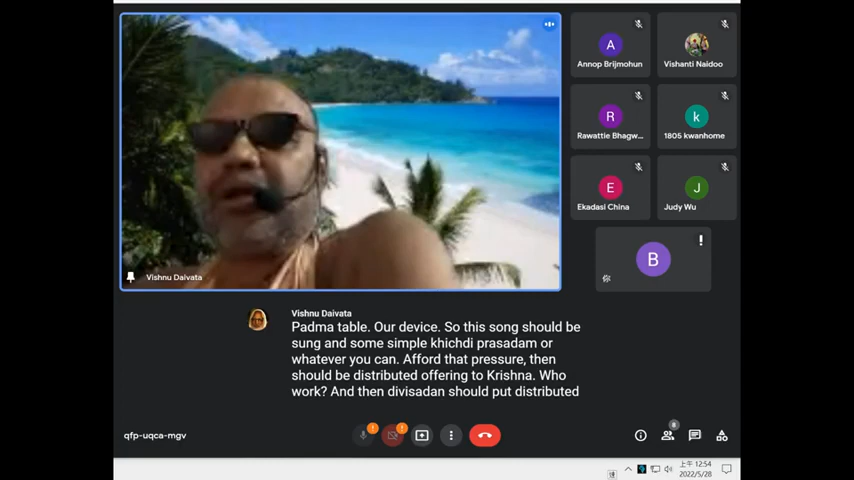 A
Annop Brijmohun
Vishanti Naidoo
R
Rawattie Bhagw...
k
1805 kwanhome
E
Ekadasi China
J
Judy Wu
B
你
Vishnu Daivata
Vishnu Daivata
Padma table. Our device. So this song should be
sung and some simple khichdi prasadam or
whatever you can. Afford that pressure, then
should be distributed offering to Krishna. Who
work? And then divisadan should put distributed
qfp-uqca-mgv
8
上午 12:54
2022/5/28